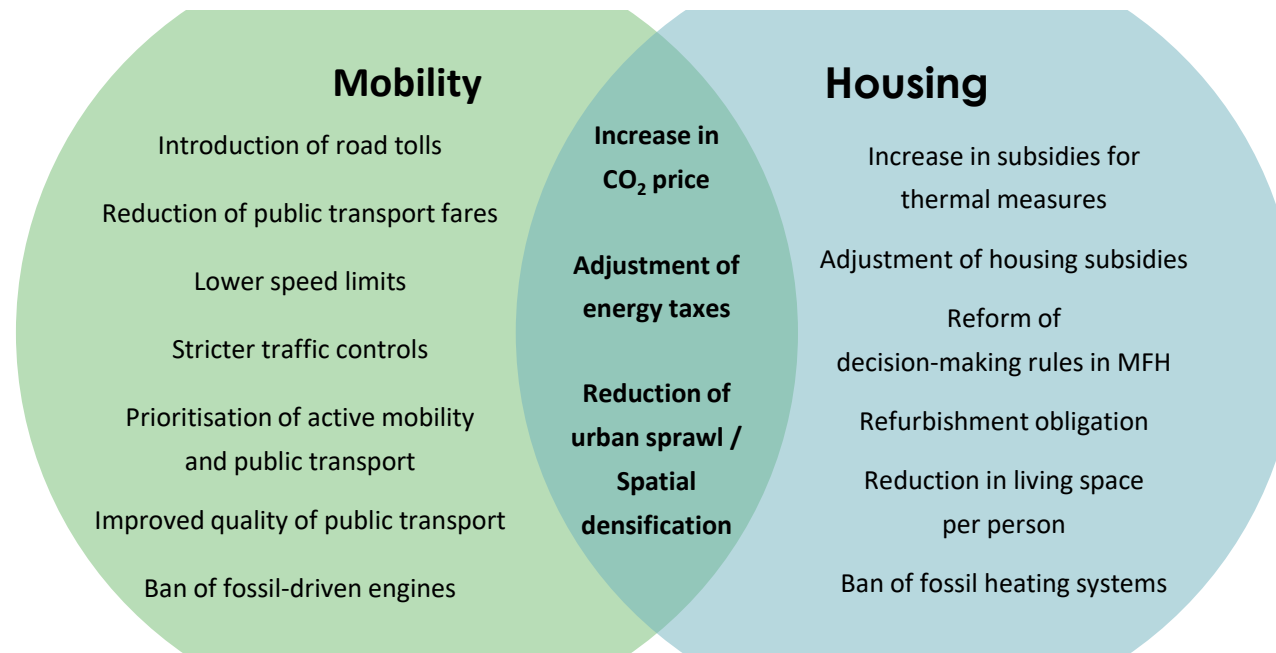 Mobility
Introduction of road tolls
Reduction of public transport fares
Lower speed limits
Stricter traffic controls
Prioritisation of active mobility
and public transport
Improved quality of public transport
Ban of fossil-driven engines
Increase in
CO₂ price
Adjustment of
energy taxes
Reduction of
urban sprawl /
Spatial
densification
Housing
Increase in subsidies for
thermal measures
Adjustment of housing subsidies
Reform of
decision-making rules in MFH
Refurbishment obligation
Reduction in living space
per person
Ban of fossil heating systems